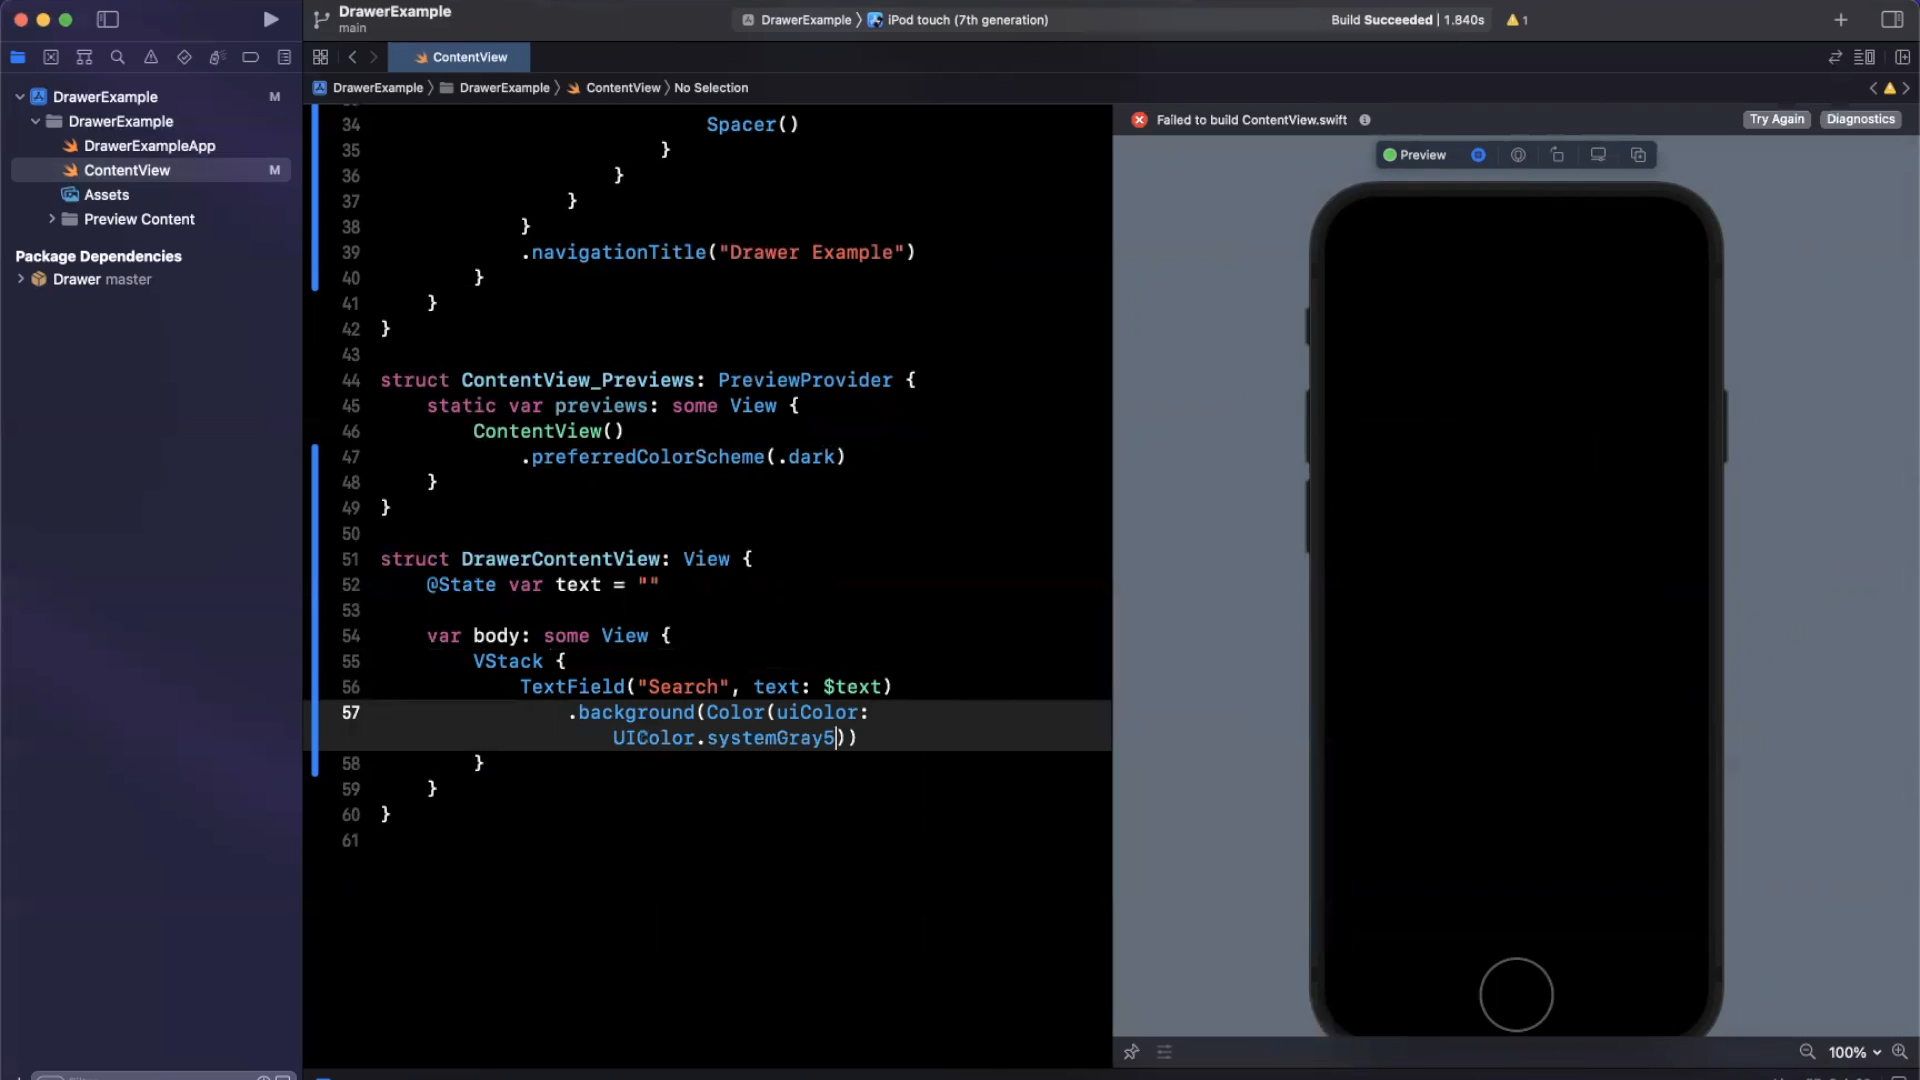 DrawerExample
main
DrawerExample
iPod touch (7th generation)
Build Succeeded | 1.840s
1
ContentView
DrawerExample
M
DrawerExample
DrawerExampleApp
ContentView
M
Assets
Preview Content
Package Dependencies
Drawer master
DrawerExample
DrawerExample
ContentView
No Selection
34 Spacer()
35 }
36 }
37 }
38 }
39 .navigationTitle("Drawer Example")
40 }
41 }
42 }
43
44 struct ContentView_Previews: PreviewProvider {
45 static var previews: some View {
46 ContentView()
47 .preferredColorScheme(.dark)
48 }
49 }
50
51 struct DrawerContentView: View {
52 @State var text = ""
53
54 var body: some View {
55 VStack {
56 TextField("Search", text: $text)
57 .background(Color(uiColor:
UIColor.systemGray5))
58 }
59 }
60 }
61
Failed to build ContentView.swift
Try Again
Diagnostics
Preview
100%